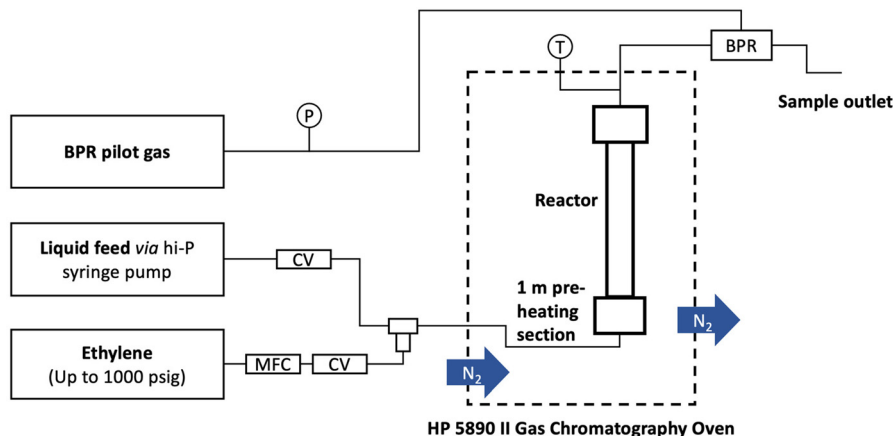 T
BPR
Sample outlet
P
BPR pilot gas
Reactor
Liquid feed via hi-P
syringe pump
CV
1 m pre-
heating
section
N2
Ethylene
(Up to 1000 psig)
MFC
CV
N2
HP 5890 II Gas Chromatography Oven